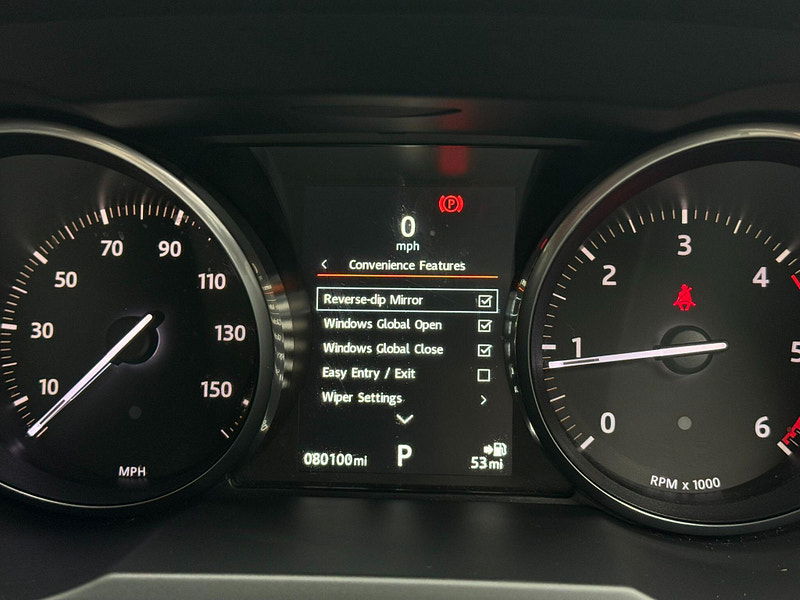 10
30
50
70
90
110
130
150
MPH
P
0
mph
Convenience Features
Reverse-dip Mirror
Windows Global Open
Windows Global Close
Easy Entry / Exit
Wiper Settings
080100mi
P
53mi
0
1
2
3
4
5
6
RPM x 1000